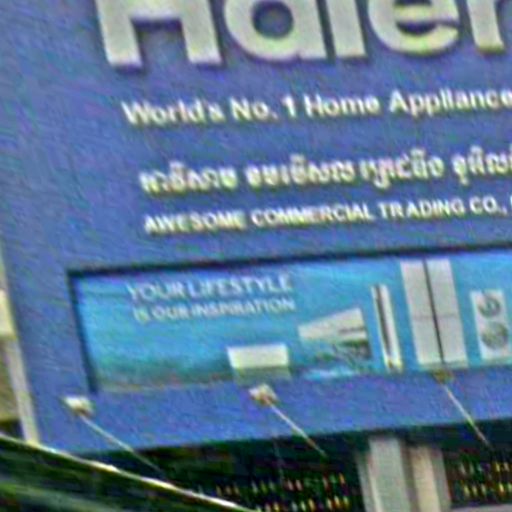 Haier
World's No. 1 Home Appliance
AWESOME COMMERCIAL TRADING CO.,
YOUR LIFESTYLE
IS OUR INSPIRATION